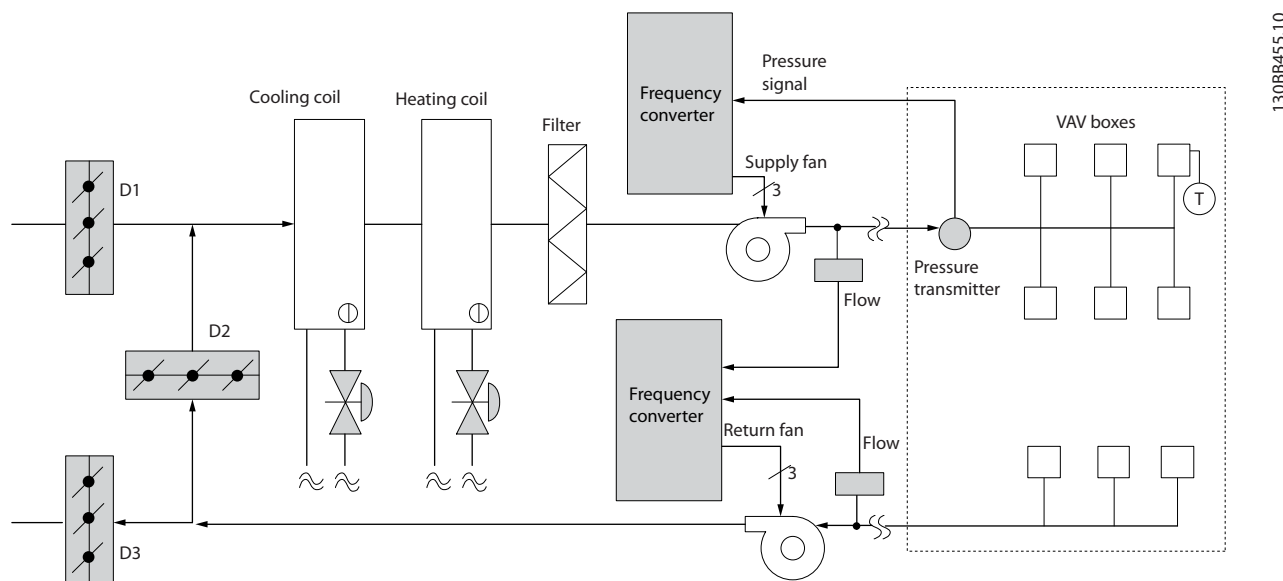 130BB455.10
Pressure
signal
Cooling coil
Heating coil
Frequency
converter
Filter
VAV boxes
Supply fan
3
D1
T
Pressure
transmitter
Flow
D2
Frequency
converter
Return fan
Flow
3
D3